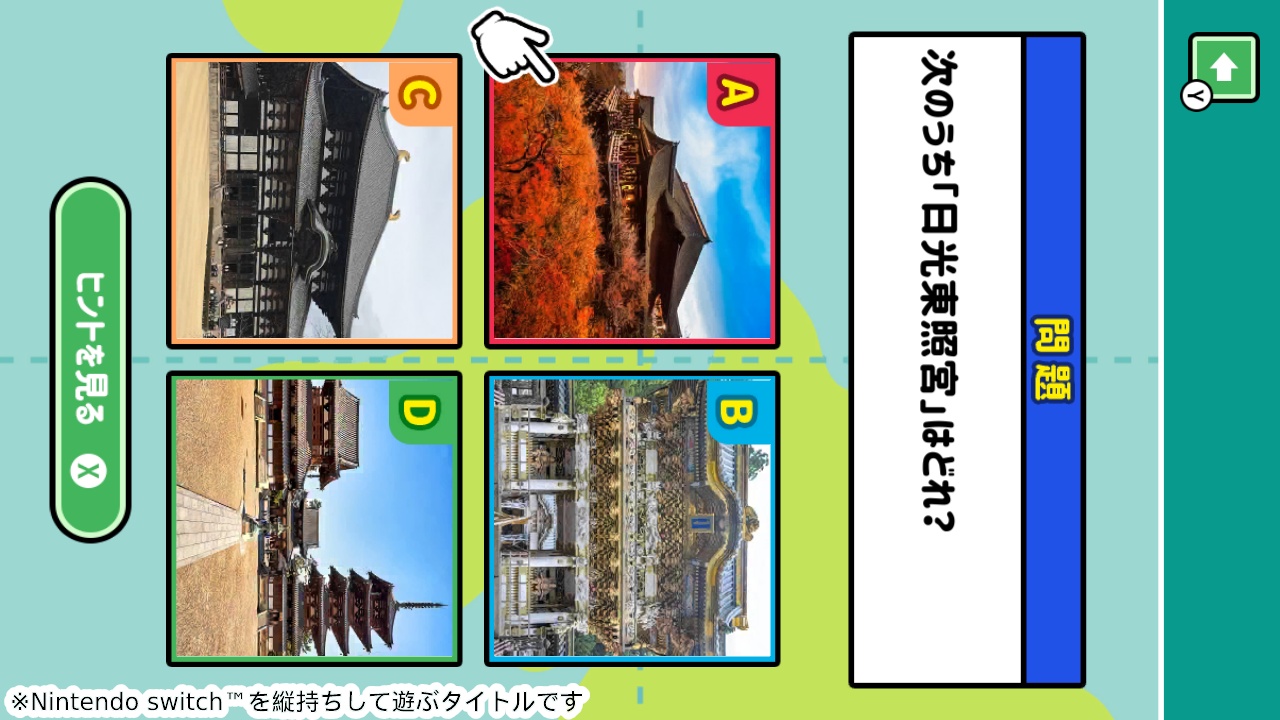 Y
問題
次のうち「日光東照宮」はどれ?
A
B
C
D
ヒントを見る X
※Nintendo switch™を縦持ちして遊ぶタイトルです